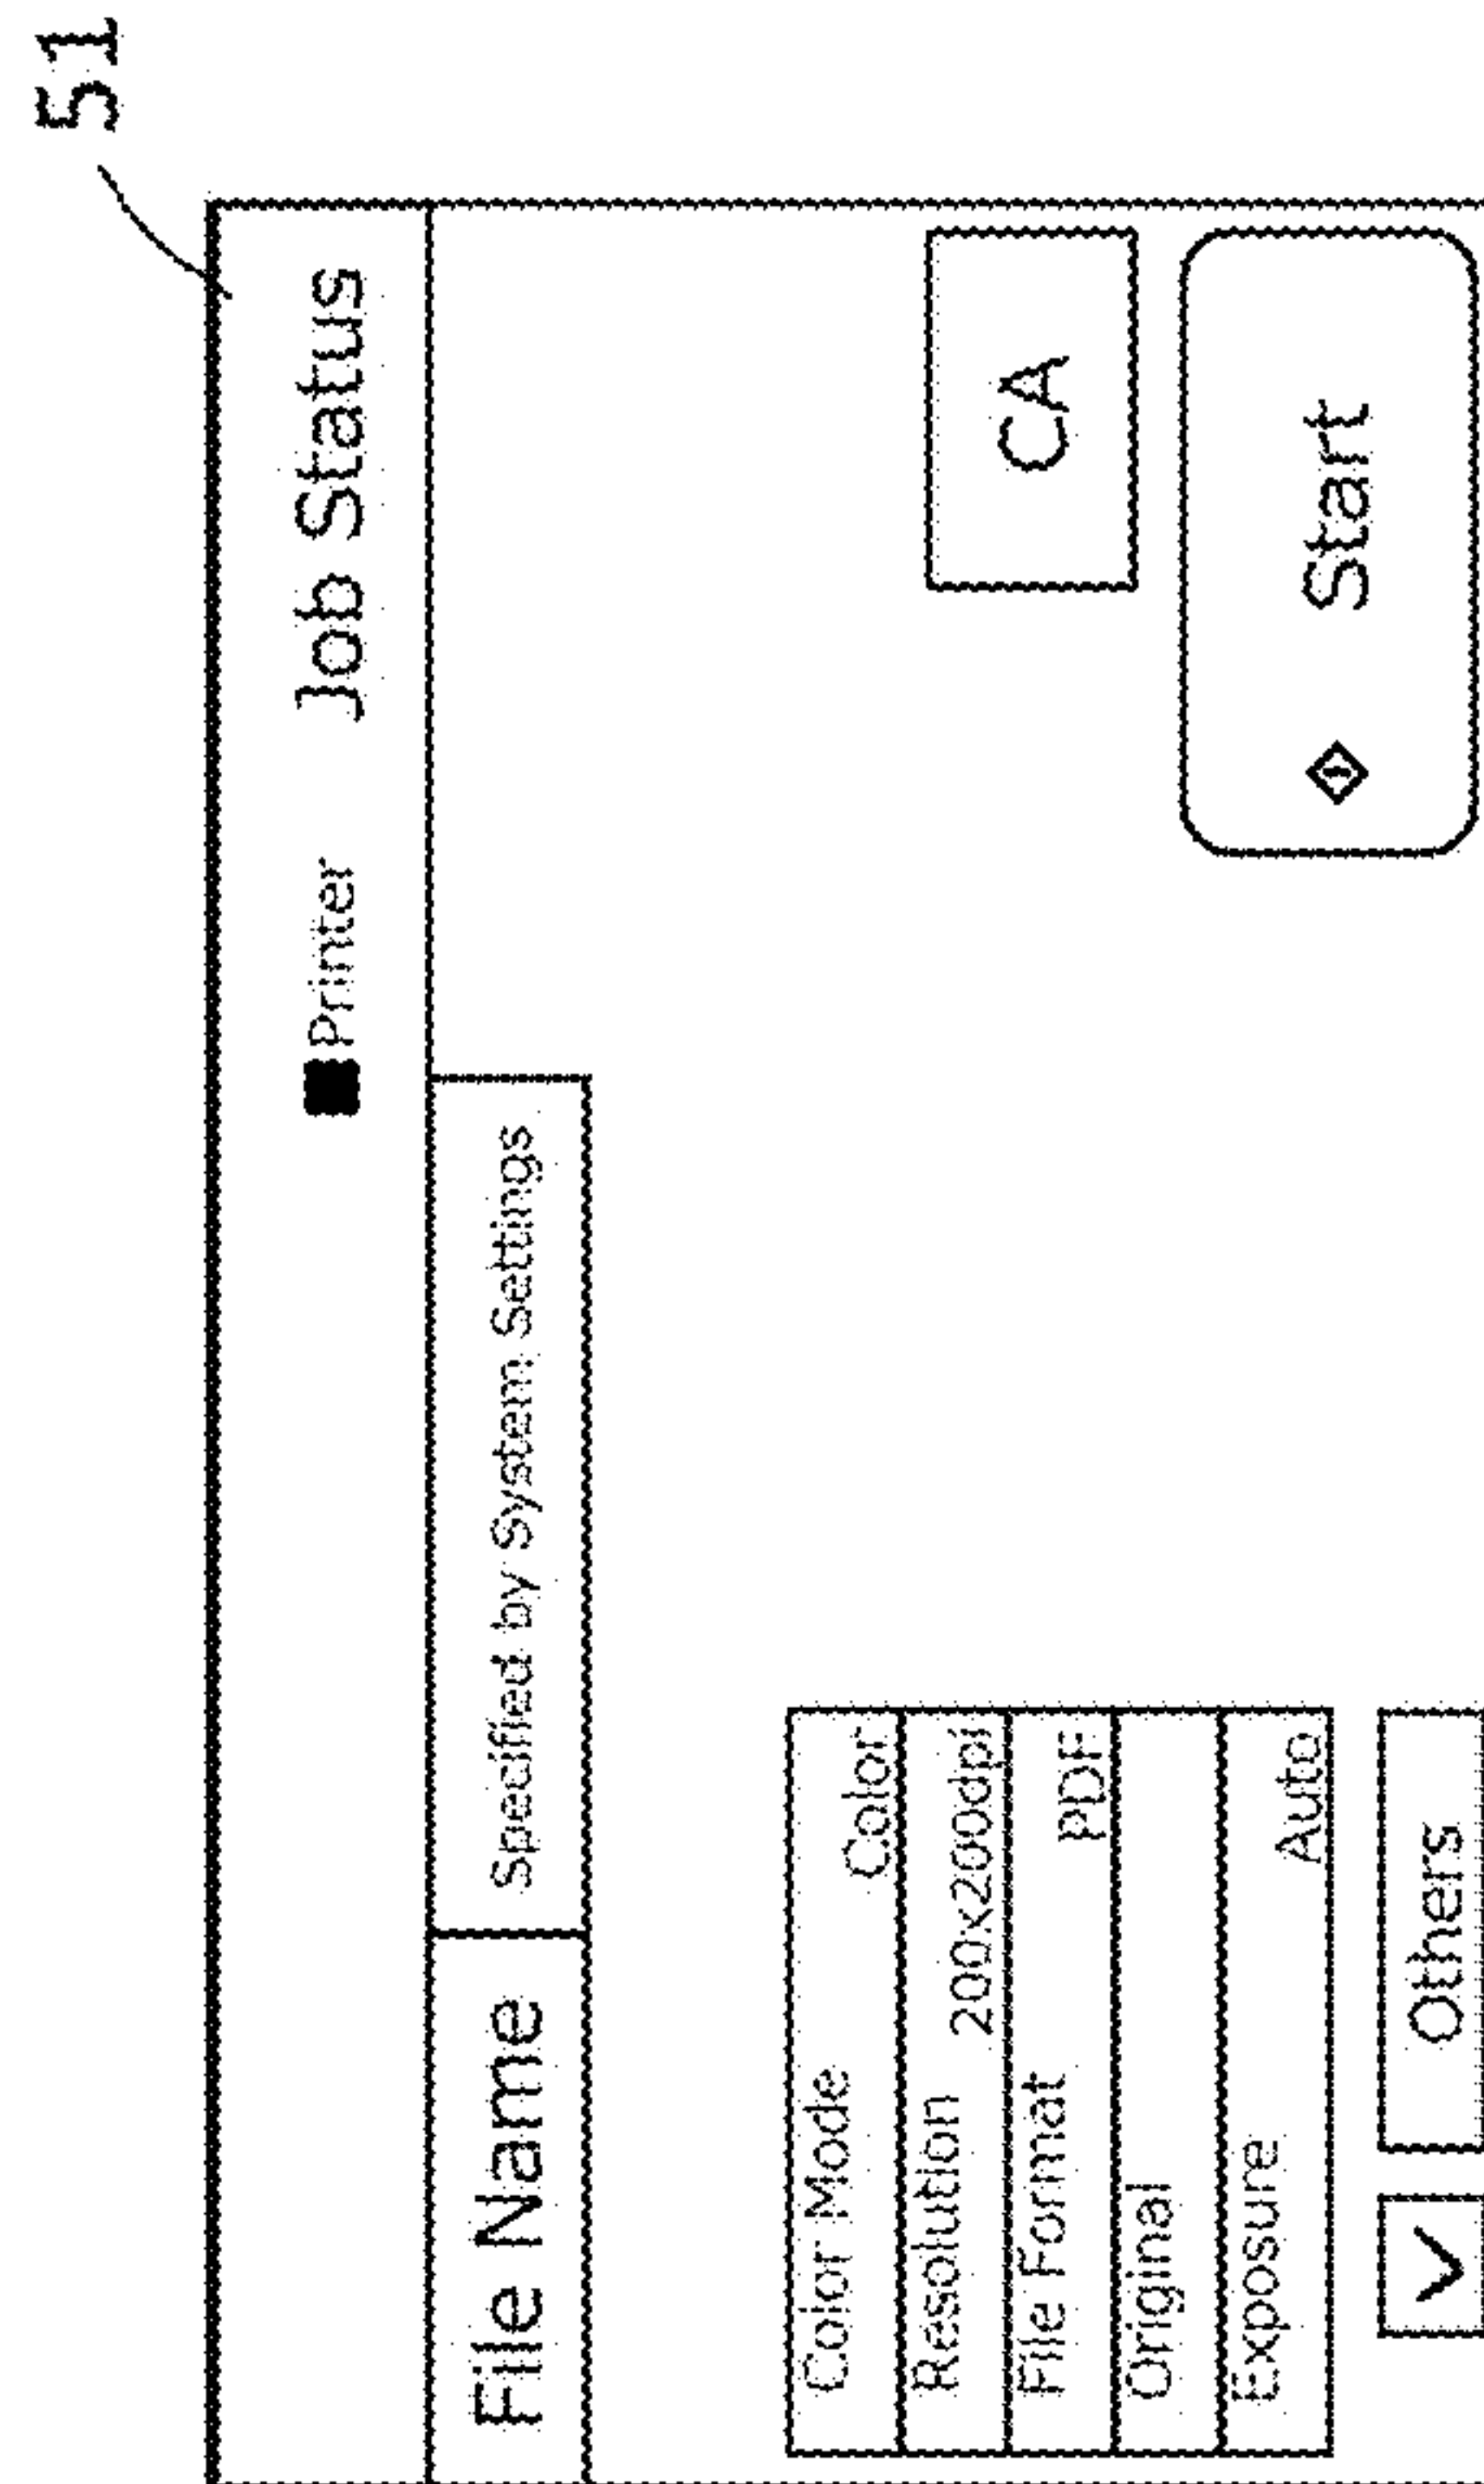 51
Printer Job Status
File Name Specified by System Settings
Color Mode Color
Resolution 200x200dpi
File Format PDF
Original
Exposure Auto
Others
CA
Start